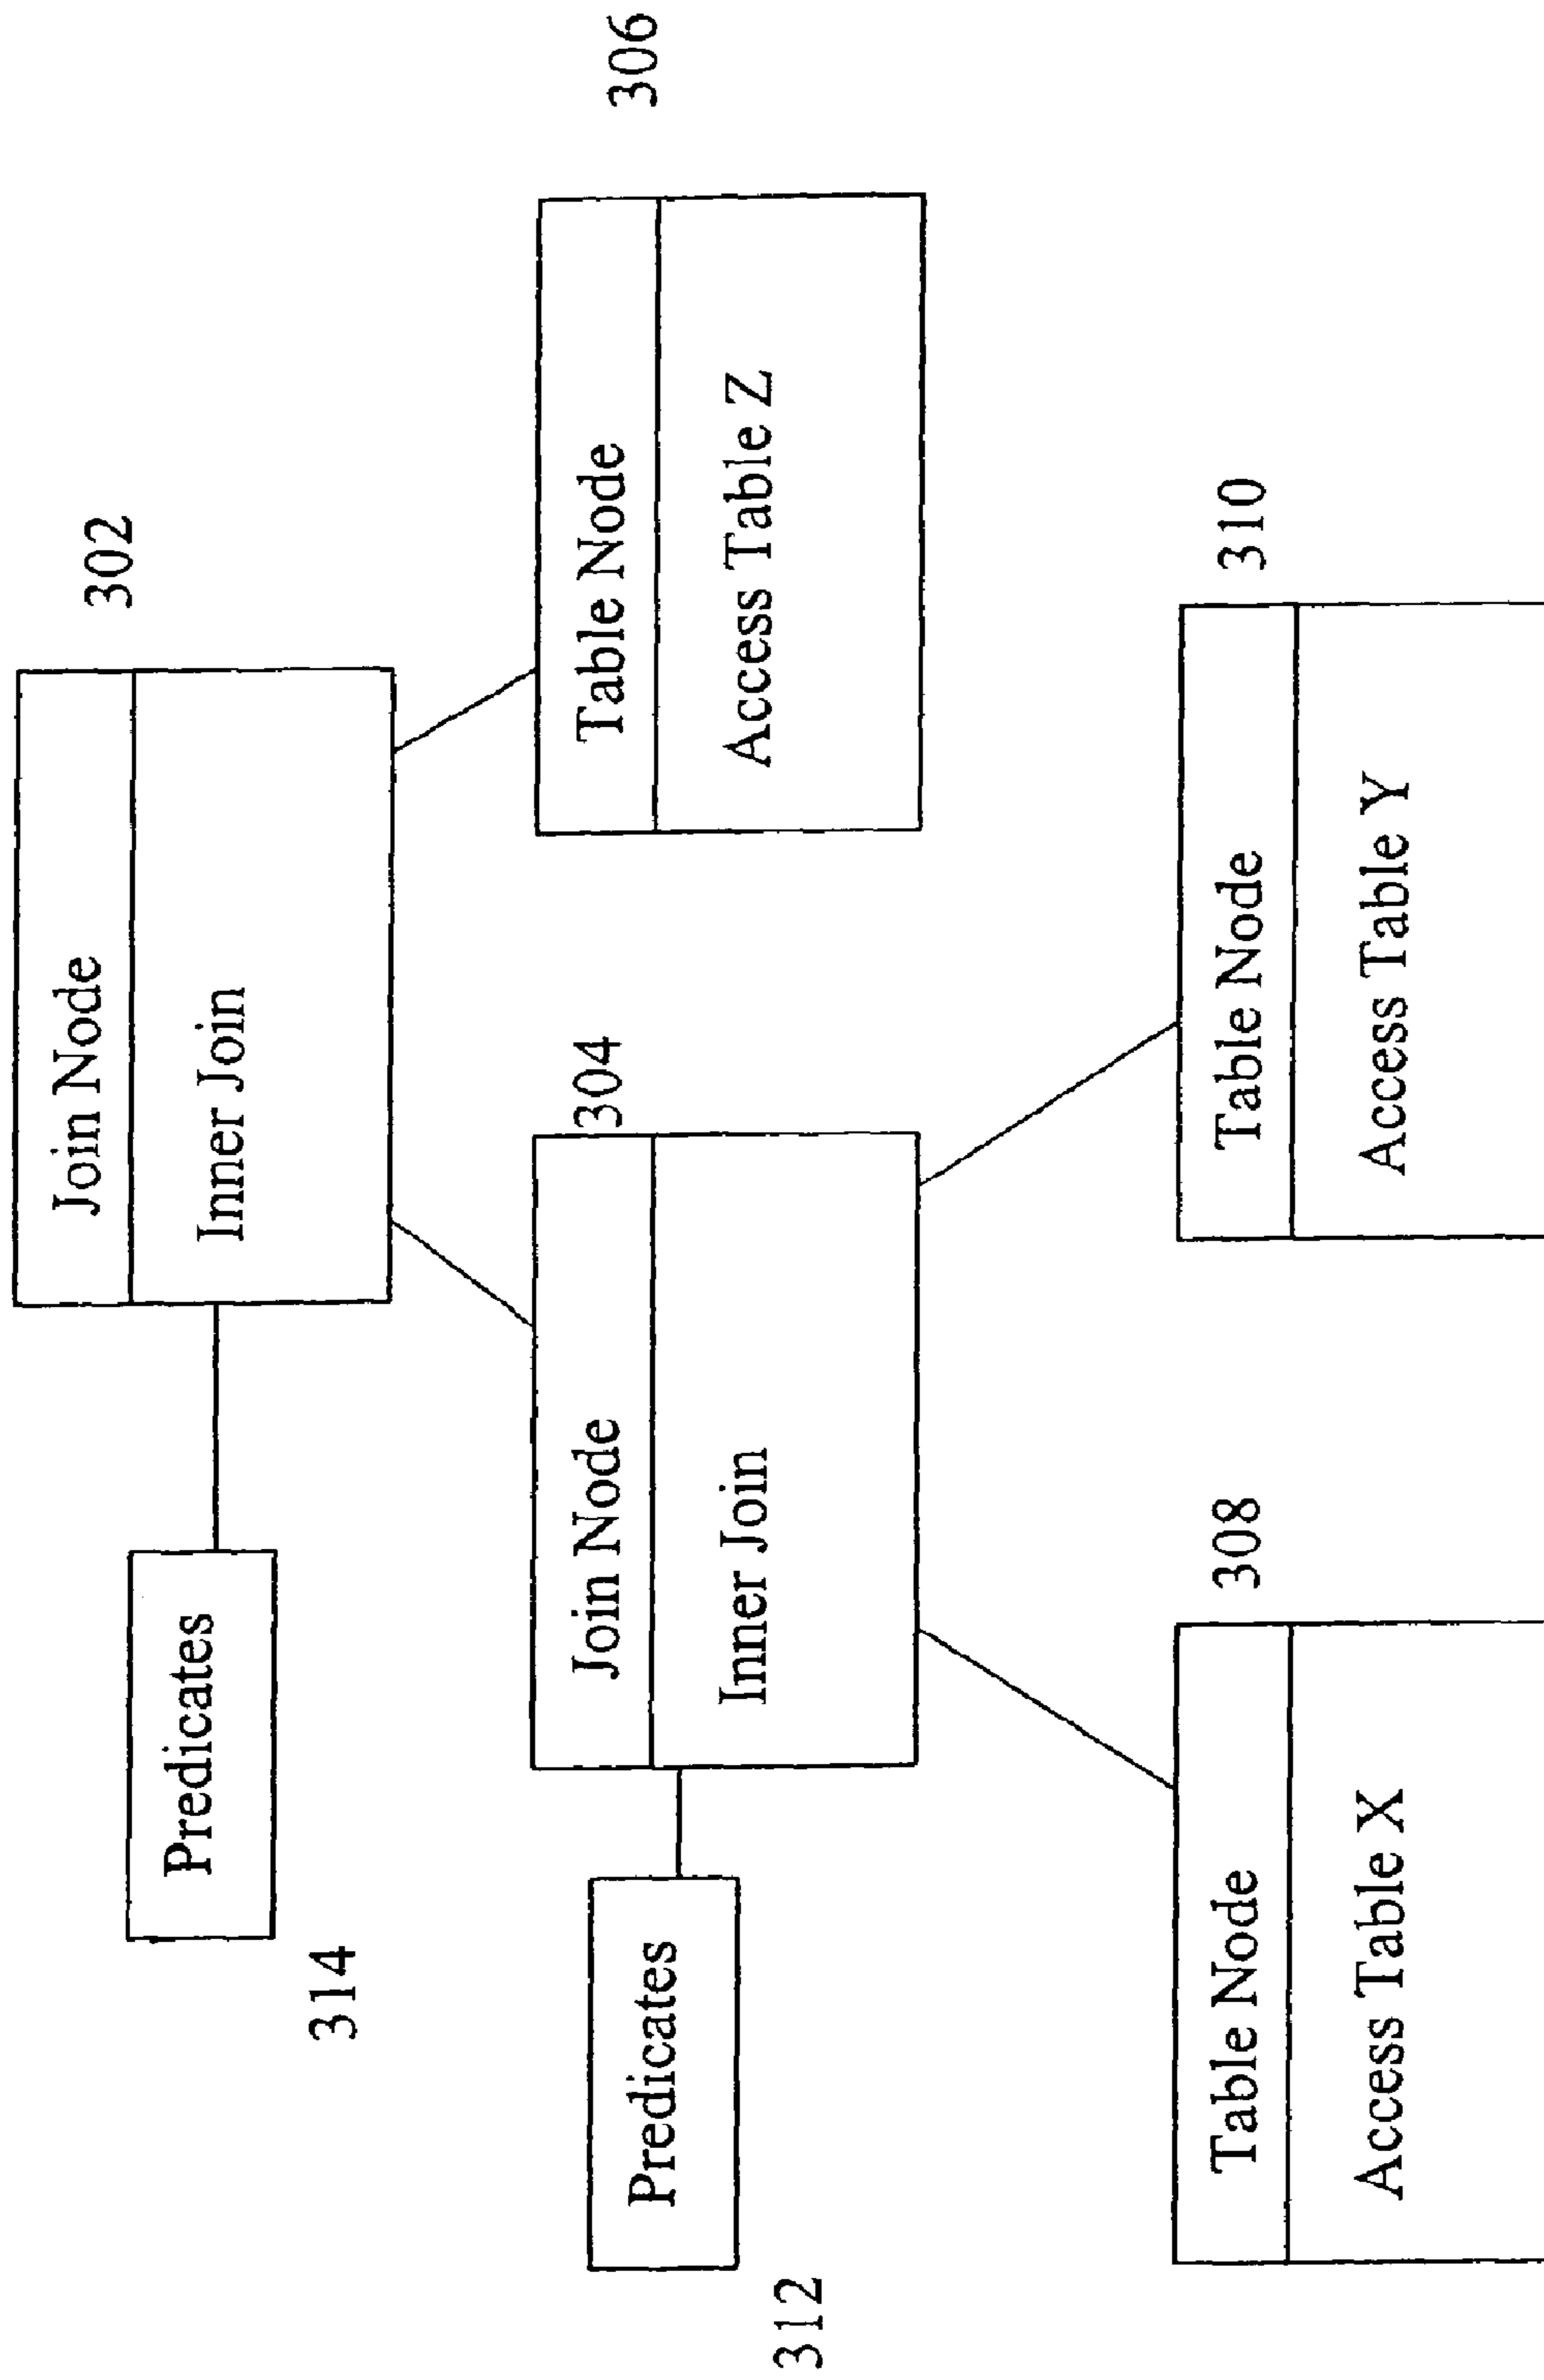 302
Join Node
Inner Join
Predicates
314
304
Join Node
Inner Join
Predicates
312
306
Table Node
Access Table Z
308
Table Node
Access Table X
310
Table Node
Access Table Y